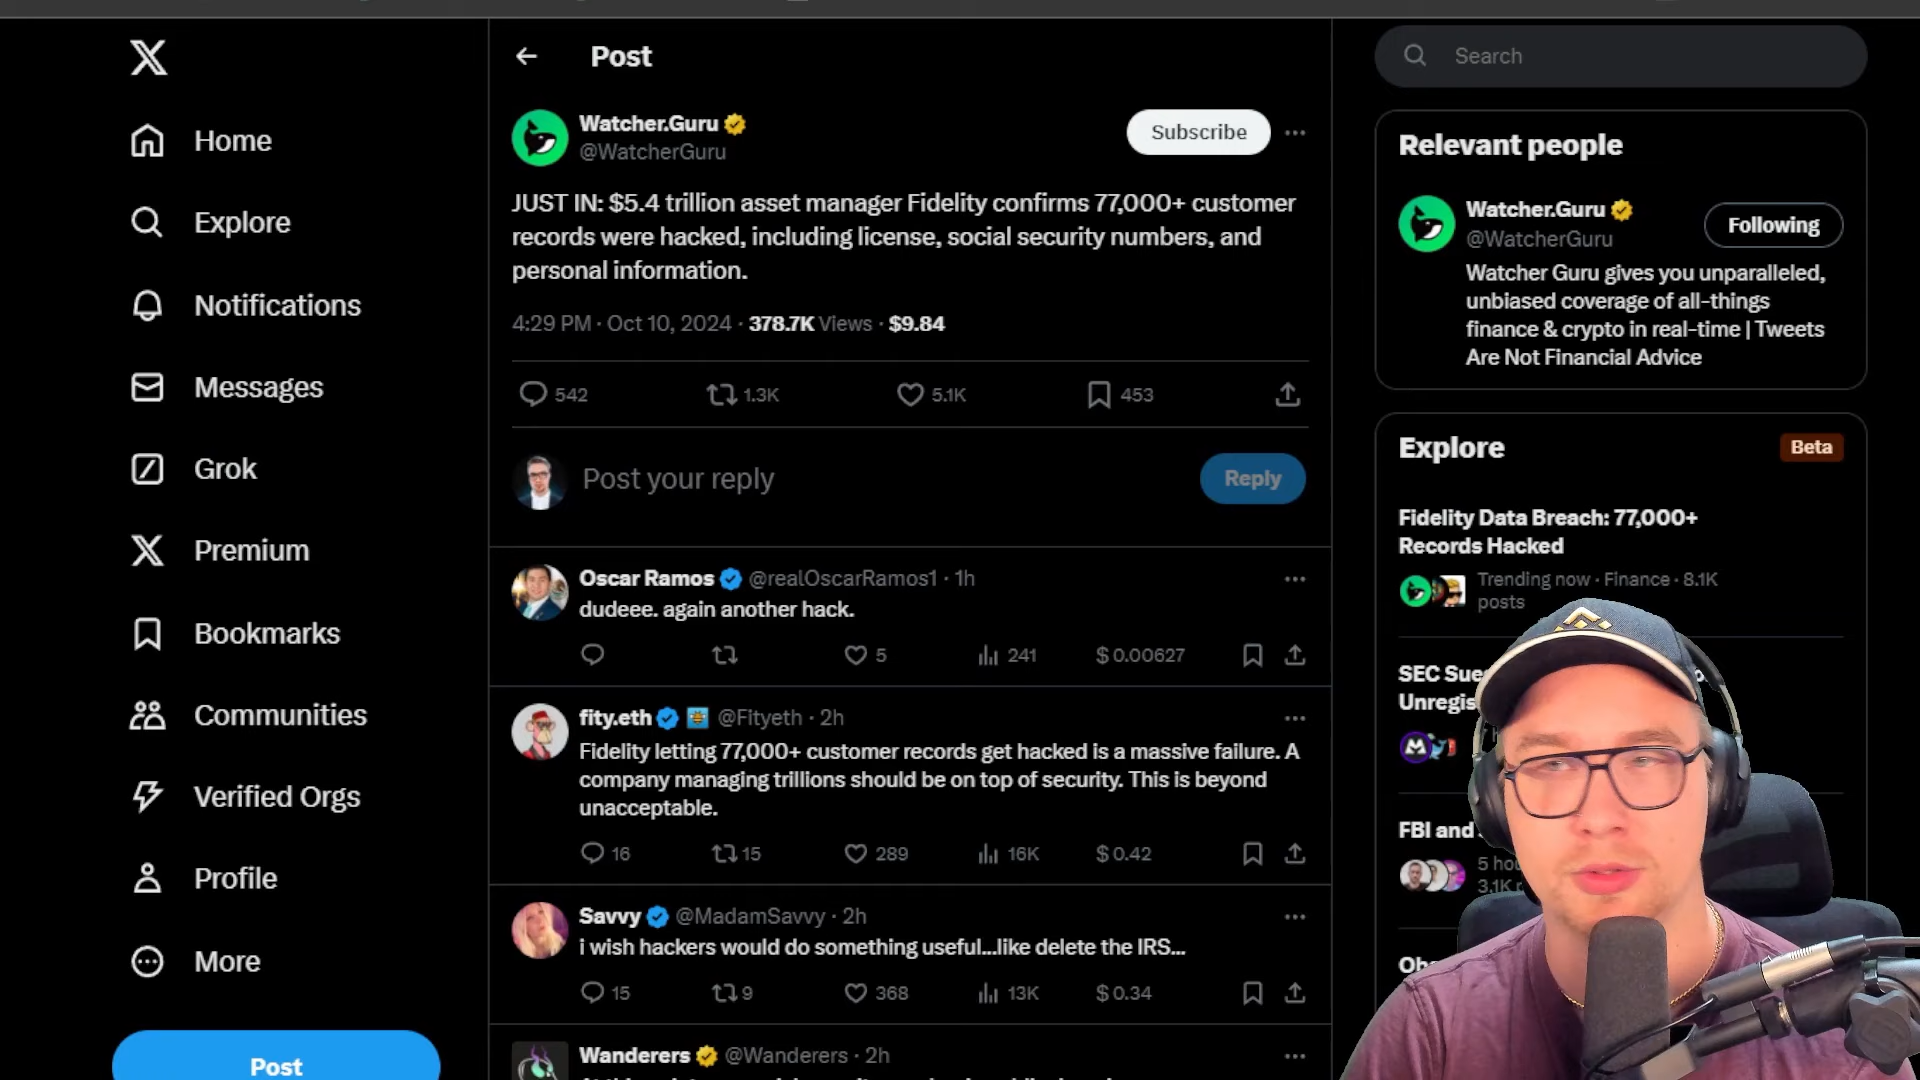 Home
Explore
Notifications
Messages
Grok
Premium
Bookmarks
Communities
Verified Orgs
Profile
More
Post
Post
Watcher.Guru
@WatcherGuru
Subscribe
JUST IN: $5.4 trillion asset manager Fidelity confirms 77,000+ customer
records were hacked, including license, social security numbers, and
personal information.
4:29 PM · Oct 10, 2024 · 378.7K Views · $9.84
542 1.3K 5.1K 453
Post your reply
Reply
Oscar Ramos @realOscarRamos1 · 1h
dudeee. again another hack.
5 241 $ 0.00627
fity.eth @Fityeth · 2h
Fidelity letting 77,000+ customer records get hacked is a massive failure. A
company managing trillions should be on top of security. This is beyond
unacceptable.
16 15 289 16K $ 0.42
Savvy @MadamSavvy · 2h
i wish hackers would do something useful...like delete the IRS...
15 9 368 13K $ 0.34
Wanderers @Wanderers · 2h
Search
Relevant people
Watcher.Guru
@WatcherGuru
Following
Watcher Guru gives you unparalleled,
unbiased coverage of all-things
finance & crypto in real-time | Tweets
Are Not Financial Advice
Explore
Beta
Fidelity Data Breach: 77,000+
Records Hacked
Trending now · Finance · 8.1K
posts
SEC Sue
Unregis
FBI and
5 hou
3.1K